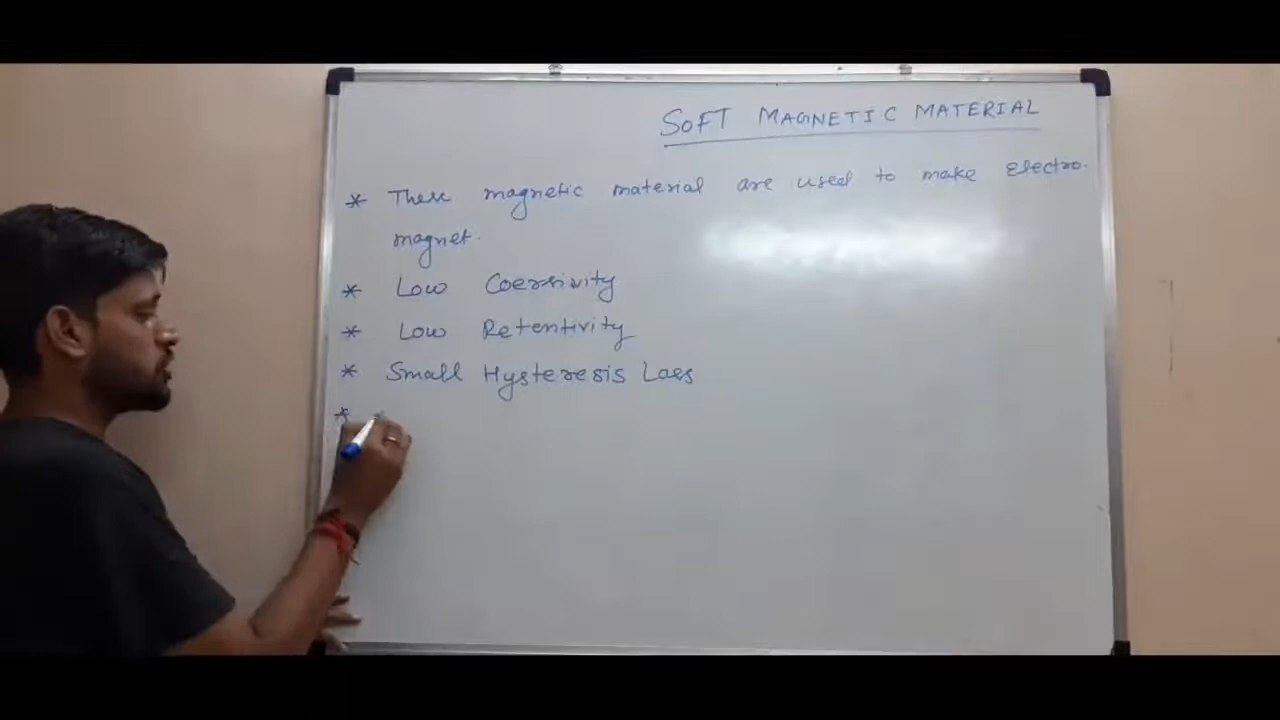 SOFT MAGNETIC MATERIAL
* These magnetic material are used to make electro-
magnet.
* Low Coersivity
* Low Retentivity
* Small Hysteresis Loss
*